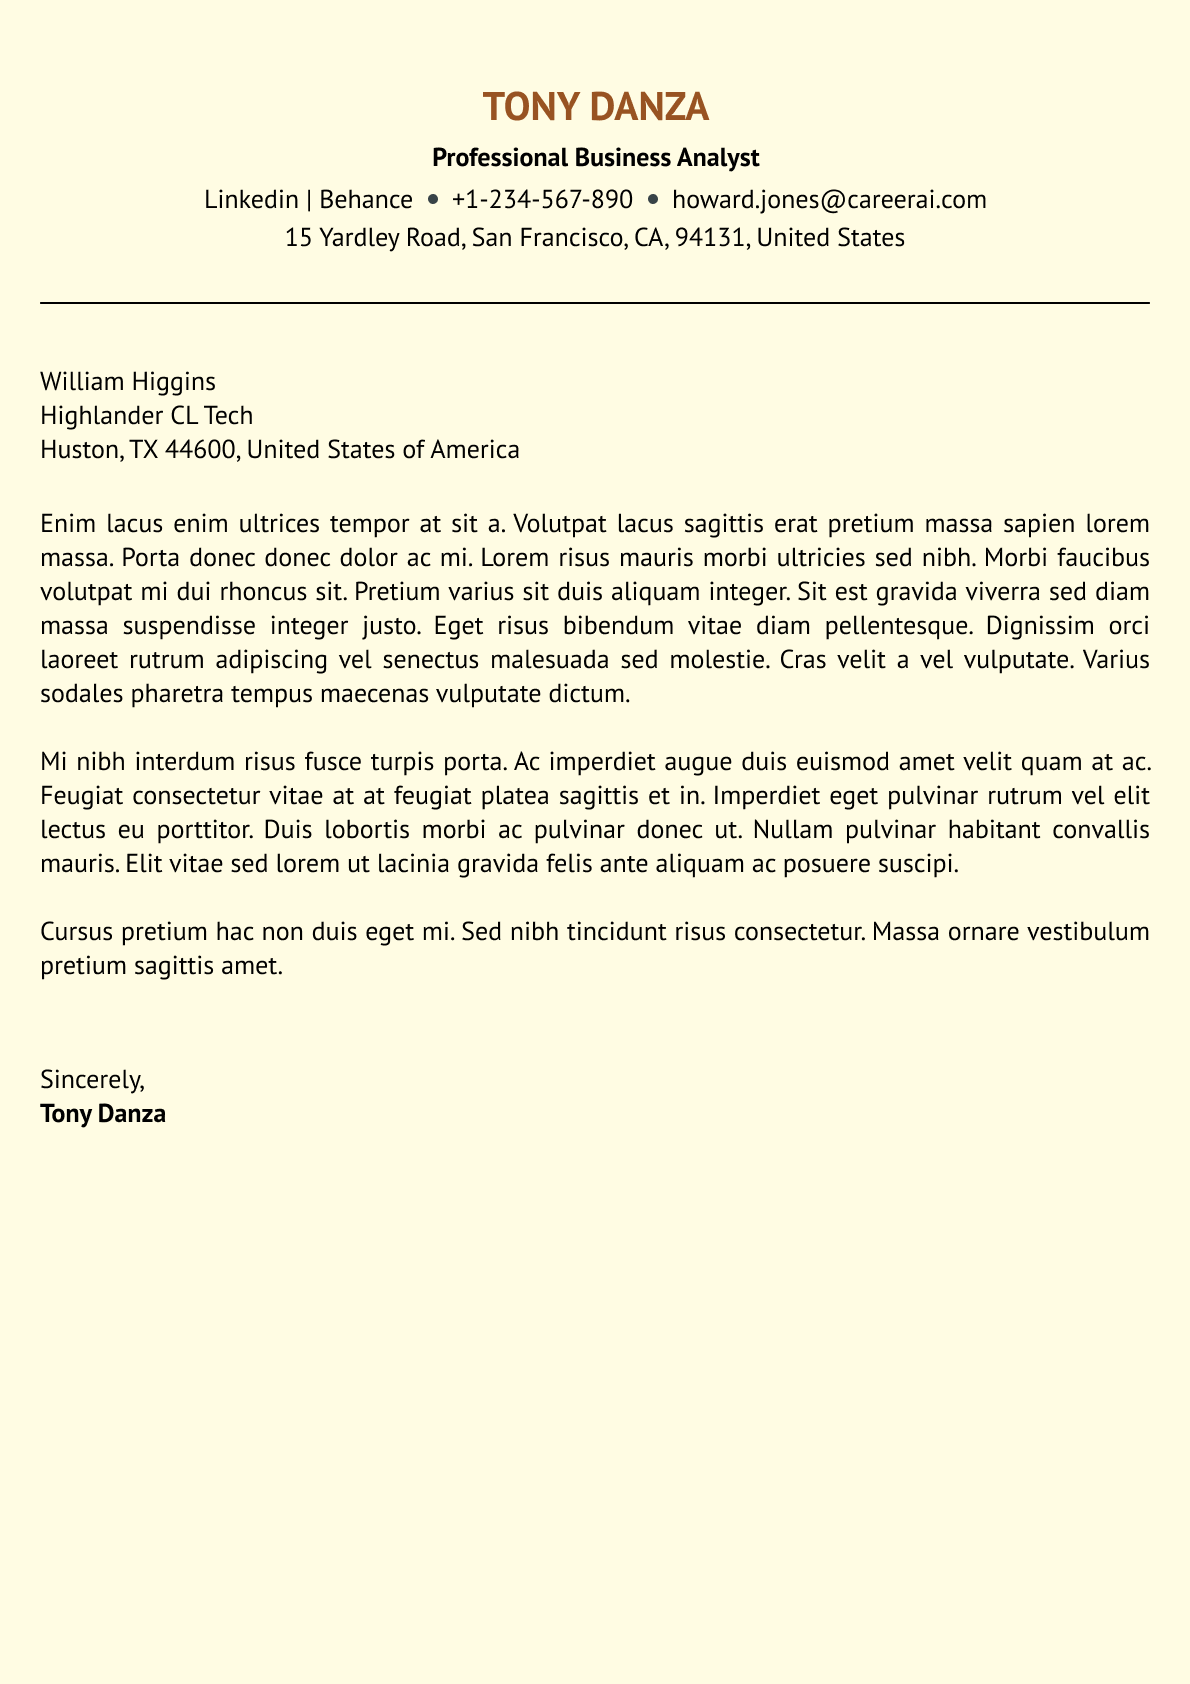 TONY DANZA
Professional Business Analyst
Linkedin | Behance • +1-234-567-890 • howard.jones@careerai.com
15 Yardley Road, San Francisco, CA, 94131, United States
William Higgins
Highlander CL Tech
Huston, TX 44600, United States of America
Enim lacus enim ultrices tempor at sit a. Volutpat lacus sagittis erat pretium massa sapien lorem
massa. Porta donec donec dolor ac mi. Lorem risus mauris morbi ultricies sed nibh. Morbi faucibus
volutpat mi dui rhoncus sit. Pretium varius sit duis aliquam integer. Sit est gravida viverra sed diam
massa suspendisse integer justo. Eget risus bibendum vitae diam pellentesque. Dignissim orci
laoreet rutrum adipiscing vel senectus malesuada sed molestie. Cras velit a vel vulputate. Varius
sodales pharetra tempus maecenas vulputate dictum.
Mi nibh interdum risus fusce turpis porta. Ac imperdiet augue duis euismod amet velit quam at ac.
Feugiat consectetur vitae at at feugiat platea sagittis et in. Imperdiet eget pulvinar rutrum vel elit
lectus eu porttitor. Duis lobortis morbi ac pulvinar donec ut. Nullam pulvinar habitant convallis
mauris. Elit vitae sed lorem ut lacinia gravida felis ante aliquam ac posuere suscipi.
Cursus pretium hac non duis eget mi. Sed nibh tincidunt risus consectetur. Massa ornare vestibulum
pretium sagittis amet.
Sincerely,
Tony Danza